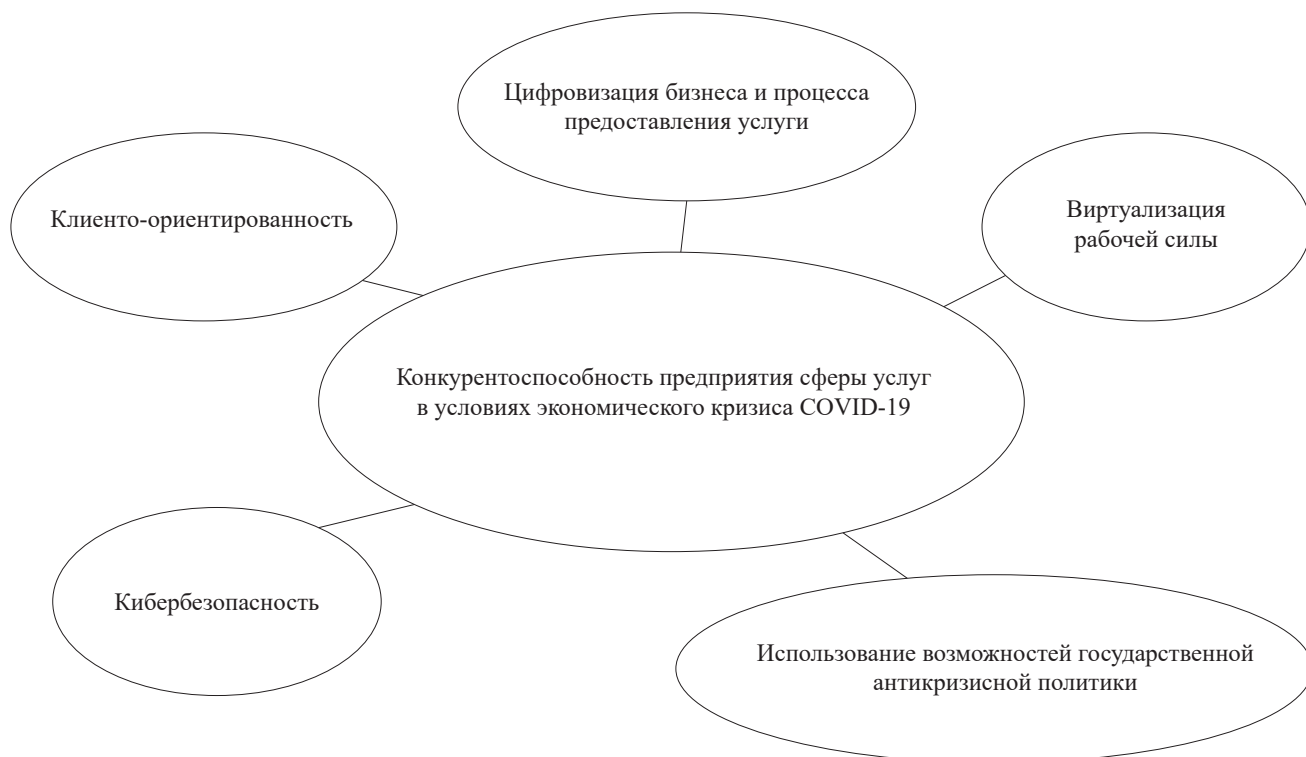 Цифровизация бизнеса и процесса
предоставления услуги
Клиенто-ориентированность
Виртуализация
рабочей силы
Конкурентоспособность предприятия сферы услуг
в условиях экономического кризиса COVID-19
Кибербезопасность
Использование возможностей государственной
антикризисной политики